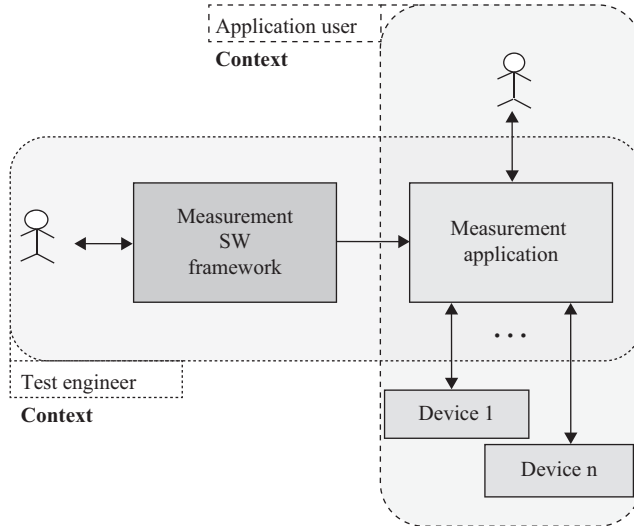 Application user
Context
Measurement
SW
framework
Measurement
application
...
Test engineer
Context
Device 1
Device n